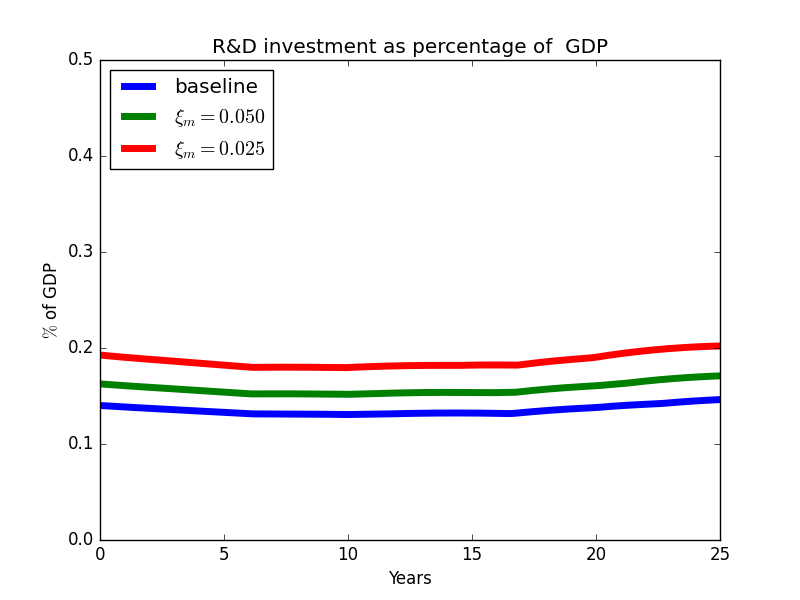 R&D investment as percentage of  GDP
baseline
ξm = 0.050
ξm = 0.025
% of GDP
0.5
0.4
0.3
0.2
0.1
0.0
0 5 10 15 20 25
Years